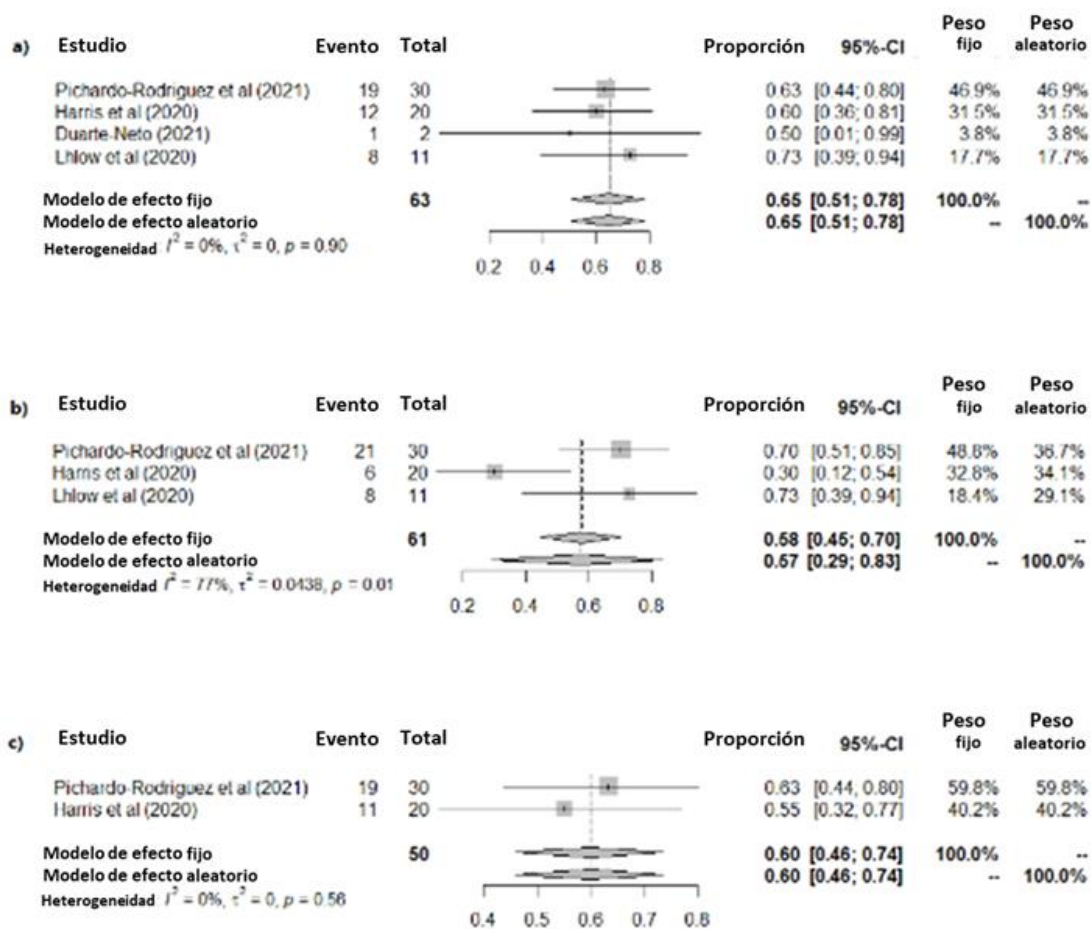 a) Estudio Evento Total Proporción 95%-CI Peso fijo Peso aleatorio
Pichardo-Rodriguez et al (2021) 19 30 0.63 [0.44; 0.80] 46.9% 46.9%
Harris et al (2020) 12 20 0.60 [0.36; 0.81] 31.5% 31.5%
Duarte-Neto (2021) 1 2 0.50 [0.01; 0.99] 3.8% 3.8%
Lhlow et al (2020) 8 11 0.73 [0.39; 0.94] 17.7% 17.7%
Modelo de efecto fijo 63 0.65 [0.51; 0.78] 100.0% --
Modelo de efecto aleatorio 0.65 [0.51; 0.78] -- 100.0%
Heterogeneidad I² = 0%, τ² = 0, p = 0.90
0.2 0.4 0.6 0.8
b) Estudio Evento Total Proporción 95%-CI Peso fijo Peso aleatorio
Pichardo-Rodriguez et al (2021) 21 30 0.70 [0.51; 0.85] 48.8% 36.7%
Harris et al (2020) 6 20 0.30 [0.12; 0.54] 32.8% 34.1%
Lhlow et al (2020) 8 11 0.73 [0.39; 0.94] 18.4% 29.1%
Modelo de efecto fijo 61 0.58 [0.45; 0.70] 100.0% --
Modelo de efecto aleatorio 0.57 [0.29; 0.83] -- 100.0%
Heterogeneidad I² = 77%, τ² = 0.0438, p = 0.01
0.2 0.4 0.6 0.8
c) Estudio Evento Total Proporción 95%-CI Peso fijo Peso aleatorio
Pichardo-Rodriguez et al (2021) 19 30 0.63 [0.44; 0.80] 59.8% 59.8%
Harris et al (2020) 11 20 0.55 [0.32; 0.77] 40.2% 40.2%
Modelo de efecto fijo 50 0.60 [0.46; 0.74] 100.0% --
Modelo de efecto aleatorio 0.60 [0.46; 0.74] -- 100.0%
Heterogeneidad I² = 0%, τ² = 0, p = 0.56
0.4 0.5 0.6 0.7 0.8